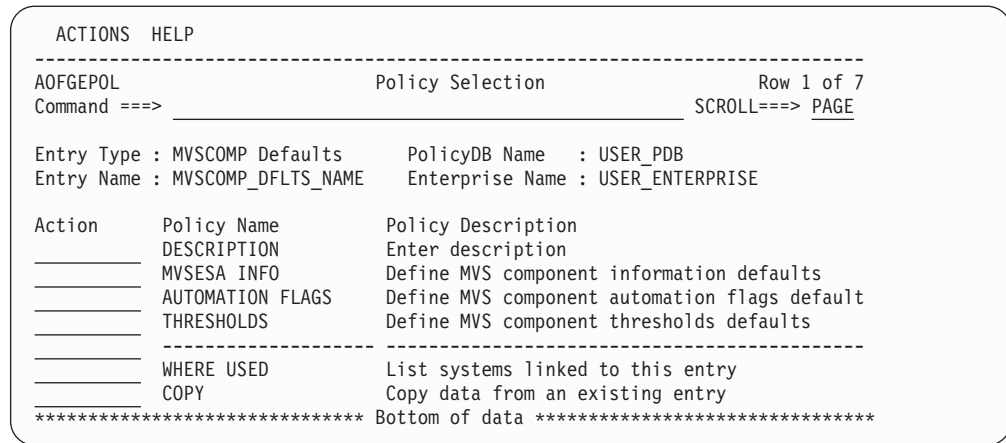 ACTIONS HELP
-------------------------------------------------------------------------------
AOFGEPOL Policy Selection Row 1 of 7
Command ===> SCROLL===> PAGE
Entry Type : MVSCOMP Defaults PolicyDB Name : USER_PDB
Entry Name : MVSCOMP_DFLTS_NAME Enterprise Name : USER_ENTERPRISE
Action Policy Name Policy Description
DESCRIPTION Enter description
MVSESA INFO Define MVS component information defaults
AUTOMATION FLAGS Define MVS component automation flags default
THRESHOLDS Define MVS component thresholds defaults
-------------------- ---------------------------------------------
WHERE USED List systems linked to this entry
COPY Copy data from an existing entry
******************************* Bottom of data ********************************